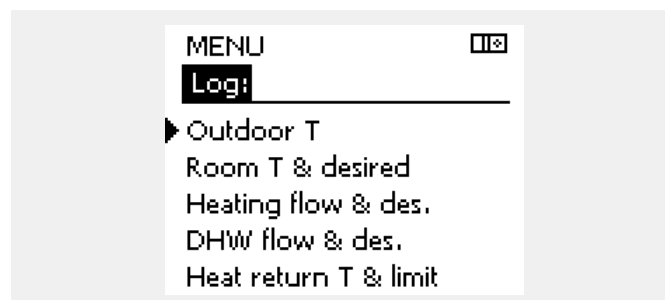 MENU
Log:
Outdoor T
Room T & desired
Heating flow & des.
DHW flow & des.
Heat return T & limit